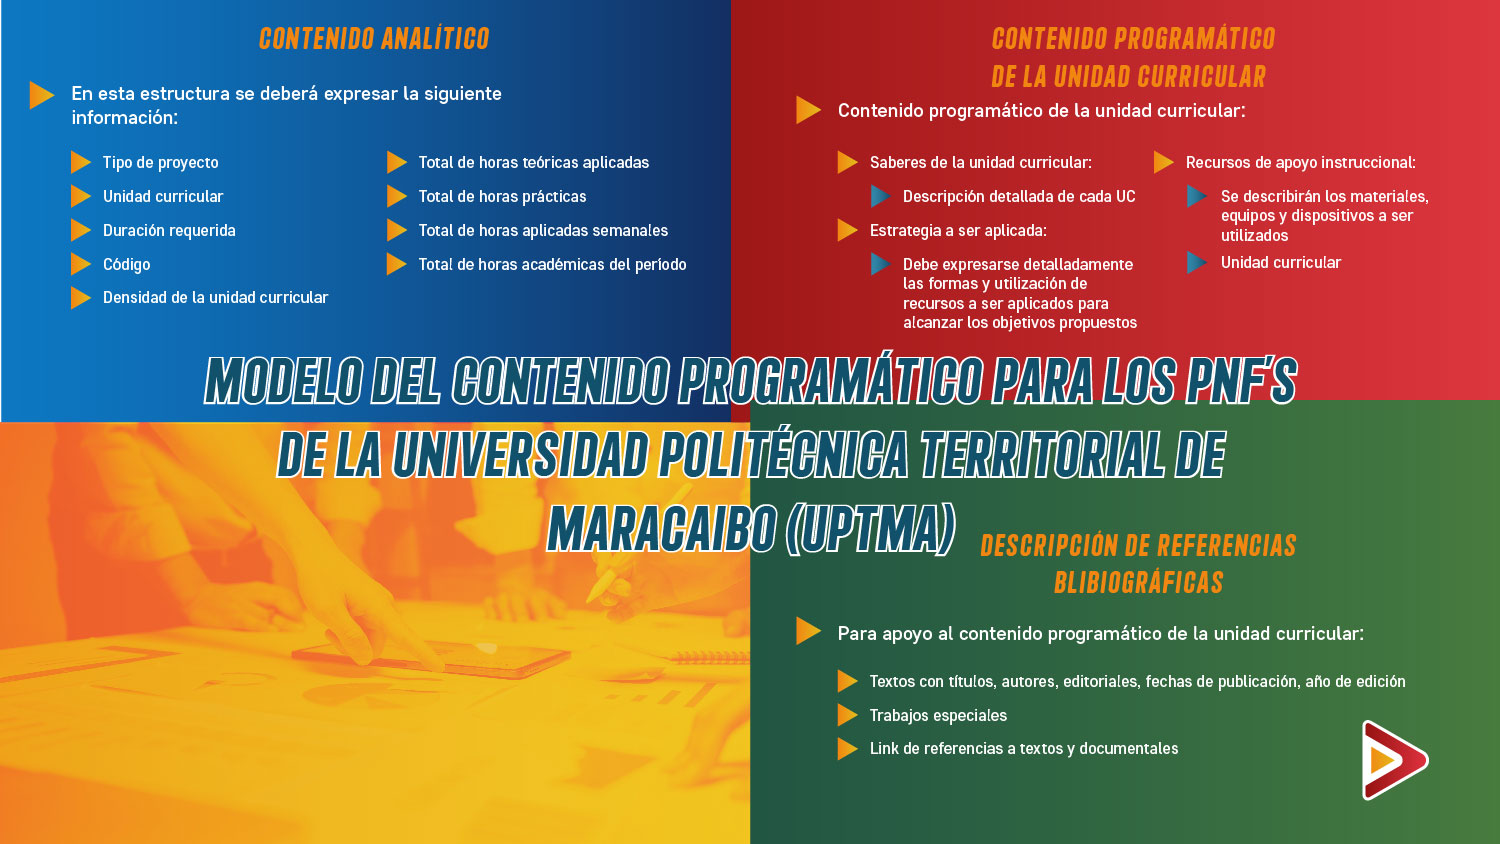 CONTENIDO ANALÍTICO
En esta estructura se deberá expresar la siguiente
información:
Tipo de proyecto
Unidad curricular
Duración requerida
Código
Densidad de la unidad curricular
Total de horas teóricas aplicadas
Total de horas prácticas
Total de horas aplicadas semanales
Total de horas académicas del período
CONTENIDO PROGRAMÁTICO
DE LA UNIDAD CURRICULAR
Contenido programático de la unidad curricular:
Saberes de la unidad curricular:
Descripción detallada de cada UC
Estrategia a ser aplicada:
Debe expresarse detalladamente
las formas y utilización de
recursos a ser aplicados para
alcanzar los objetivos propuestos
Recursos de apoyo instruccional:
Se describirán los materiales,
equipos y dispositivos a ser
utilizados
Unidad curricular
MODELO DEL CONTENIDO PROGRAMÁTICO PARA LOS PNF'S
DE LA UNIVERSIDAD POLITÉCNICA TERRITORIAL DE
MARACAIBO (UPTMA)
DESCRIPCIÓN DE REFERENCIAS
BLIBIOGRÁFICAS
Para apoyo al contenido programático de la unidad curricular:
Textos con títulos, autores, editoriales, fechas de publicación, año de edición
Trabajos especiales
Link de referencias a textos y documentales